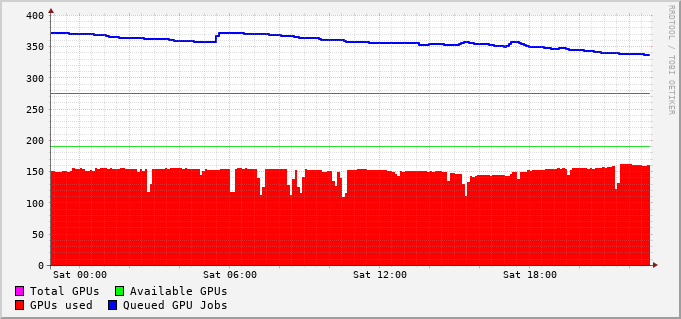 400
350
300
250
200
150
100
50
0
Sat 00:00 Sat 06:00 Sat 12:00 Sat 18:00
Total GPUs Available GPUs
GPUs used Queued GPU Jobs
RRDTOOL / TOBI OETIKER